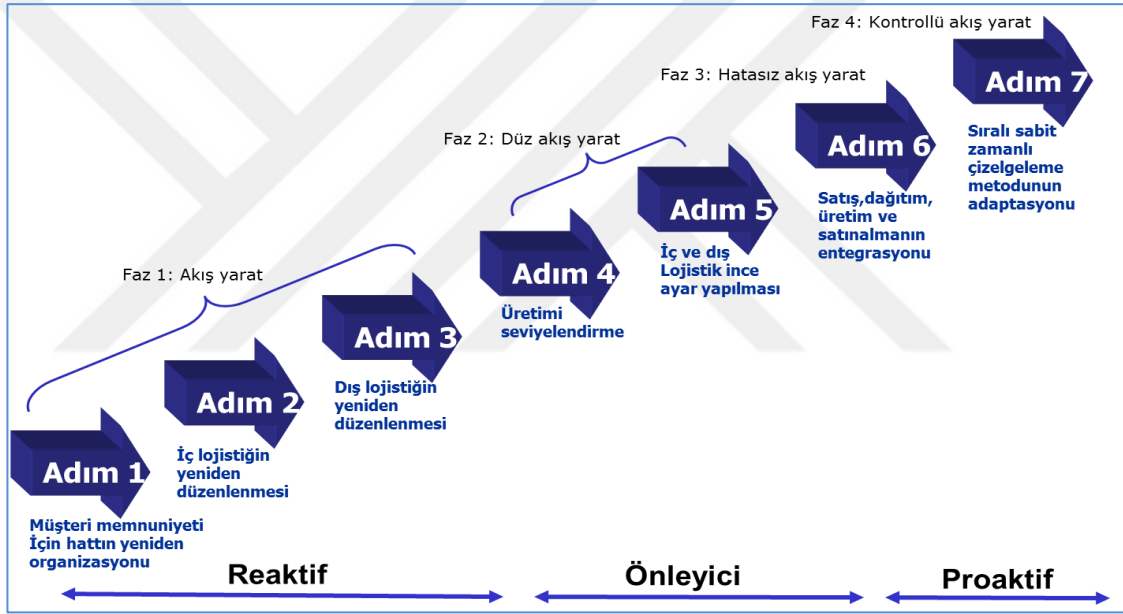 Faz 4: Kontrollü akış yarat
Adım 7
Sıralı sabit
zamanlı
çizelgeleme
metodunun
adaptasyonu
Faz 3: Hatasız akış yarat
Adım 6
Satış,dağıtım,
üretim ve
satınalmanın
entegrasyonu
Faz 2: Düz akış yarat
Adım 5
İç ve dış
Lojistik ince
ayar yapılması
Adım 4
Üretimi
seviyelendirme
Faz 1: Akış yarat
Adım 3
Dış lojistiğin
yeniden
düzenlenmesi
Adım 2
İç lojistiğin
yeniden
düzenlenmesi
Adım 1
Müşteri memnuniyeti
İçin hattın yeniden
organizasyonu
Reaktif
Önleyici
Proaktif